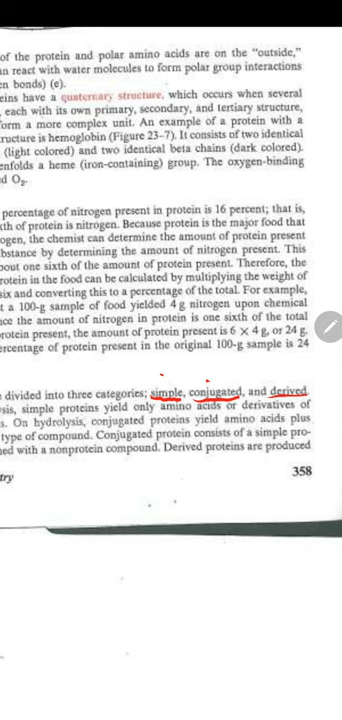 of the protein and polar amino acids are on the "outside,"
n react with water molecules to form polar group interactions
en bonds) (e).
eins have a quaternary structure, which occurs when several
, each with its own primary, secondary, and tertiary structure,
form a more complex unit. An example of a protein with a
tructure is hemoglobin (Figure 23–7). It consists of two identical
(light colored) and two identical beta chains (dark colored).
enfolds a heme (iron-containing) group. The oxygen-binding
d O₂.
percentage of nitrogen present in protein is 16 percent; that is,
xth of protein is nitrogen. Because protein is the major food that
ogen, the chemist can determine the amount of protein present
bstance by determining the amount of nitrogen present. This
bout one sixth of the amount of protein present. Therefore, the
rotein in the food can be calculated by multiplying the weight of
six and converting this to a percentage of the total. For example,
t a 100-g sample of food yielded 4 g nitrogen upon chemical
nce the amount of nitrogen in protein is one sixth of the total
rotein present, the amount of protein present is 6 × 4 g, or 24 g.
ercentage of protein present in the original 100-g sample is 24
e divided into three categories: simple, conjugated, and derived.
sis, simple proteins yield only amino acids or derivatives of
s. On hydrolysis, conjugated proteins yield amino acids plus
type of compound. Conjugated protein consists of a simple pro-
ned with a nonprotein compound. Derived proteins are produced
try 358